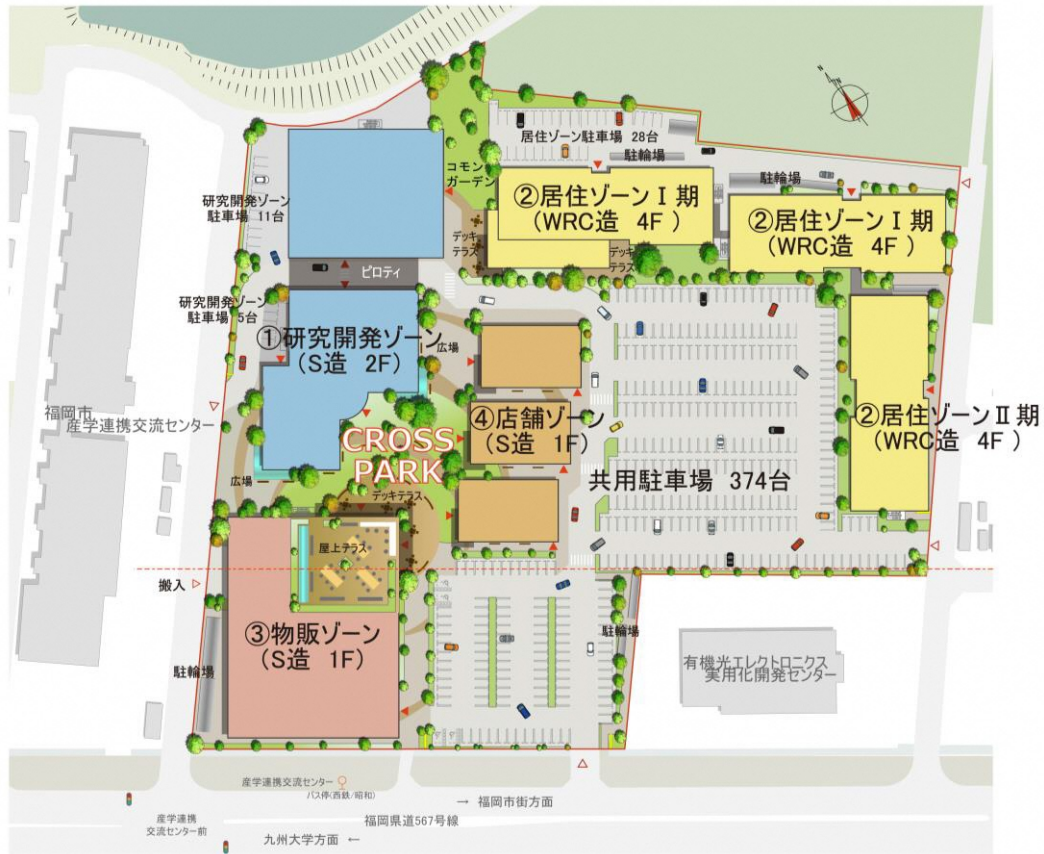 居住ゾーン駐車場 28台
駐輪場
駐輪場
コモン
ガーデン
②居住ゾーンⅠ期
(WRC造 4F )
②居住ゾーンⅠ期
(WRC造 4F )
研究開発ゾーン
駐車場 11台
デッキ
テラス
デッキ
テラス
ピロティ
研究開発ゾーン
駐車場 5台
①研究開発ゾーン
(S造 2F)
広場
福岡市
産学連携交流センター
④店舗ゾーン
(S造 1F)
②居住ゾーンⅡ期
(WRC造 4F )
CROSS
PARK
共用駐車場 374台
広場
デッキテラス
屋上テラス
搬入
③物販ゾーン
(S造 1F)
駐輪場
駐輪場
有機光エレクトロニクス
実用化開発センター
産学連携交流センター
バス停(西鉄/昭和)
→ 福岡市街方面
産学連携
交流センター前
福岡県道567号線
九州大学方面 ←